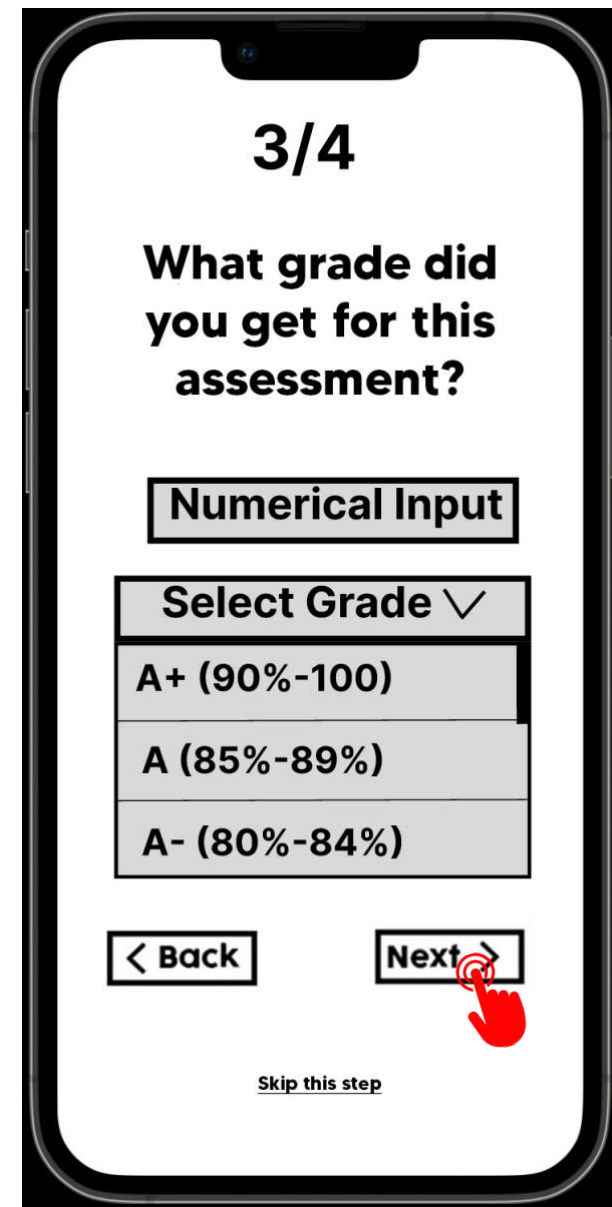 3/4
What grade did
you get for this
assessment?
Numerical Input
Select Grade
A+ (90%-100)
A (85%-89%)
A- (80%-84%)
< Back
Next >
Skip this step